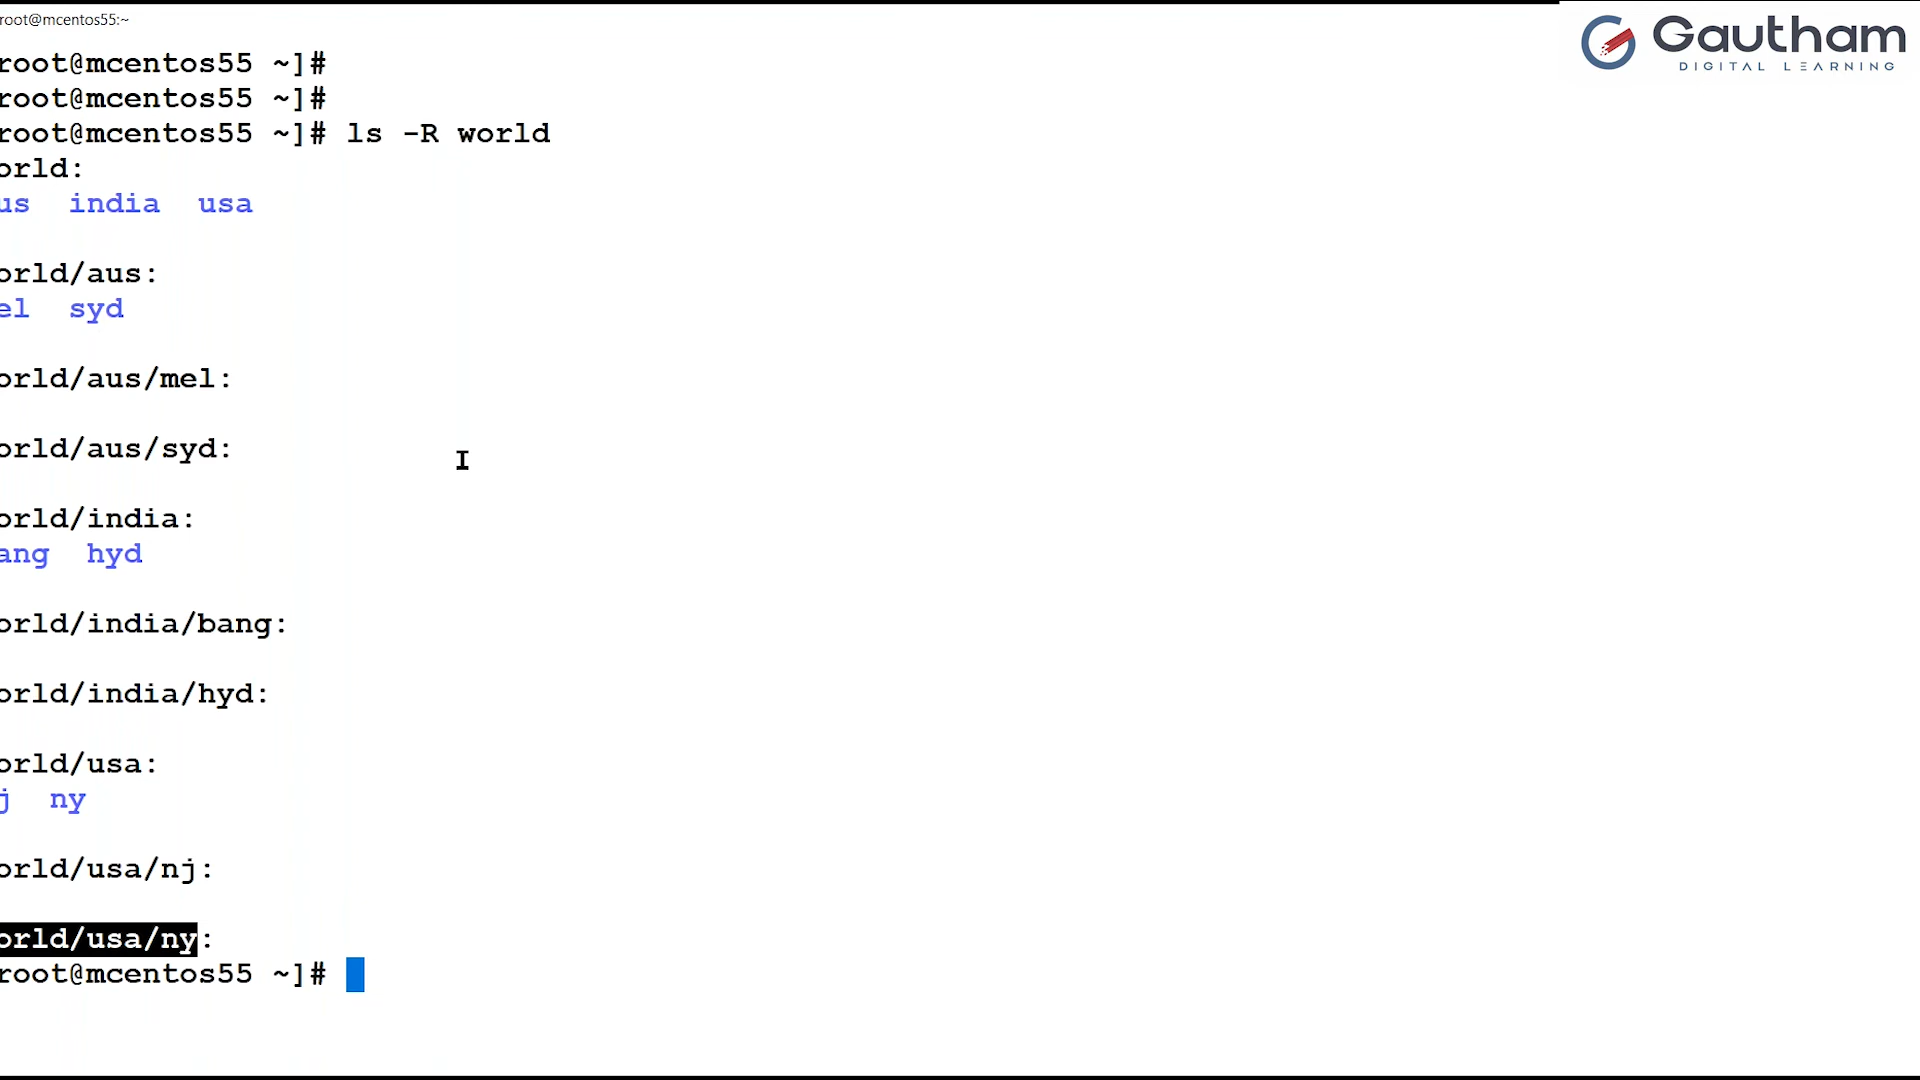 root@mcentos55:~
Gautham
DIGITAL LEARNING
root@mcentos55 ~]#
root@mcentos55 ~]#
root@mcentos55 ~]# ls -R world
orld:
us india usa
orld/aus:
el syd
orld/aus/mel:
orld/aus/syd:
orld/india:
ang hyd
orld/india/bang:
orld/india/hyd:
orld/usa:
j ny
orld/usa/nj:
orld/usa/ny:
root@mcentos55 ~]#